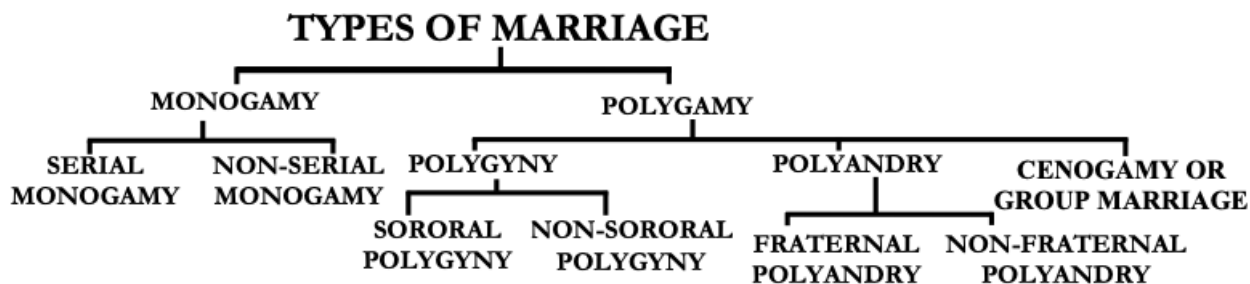 TYPES OF MARRIAGE
MONOGAMY
POLYGAMY
SERIAL
MONOGAMY
NON-SERIAL
MONOGAMY
POLYGYNY
POLYANDRY
CENOGAMY OR
GROUP MARRIAGE
SORORAL
POLYGYNY
NON-SORORAL
POLYGYNY
FRATERNAL
POLYANDRY
NON-FRATERNAL
POLYANDRY